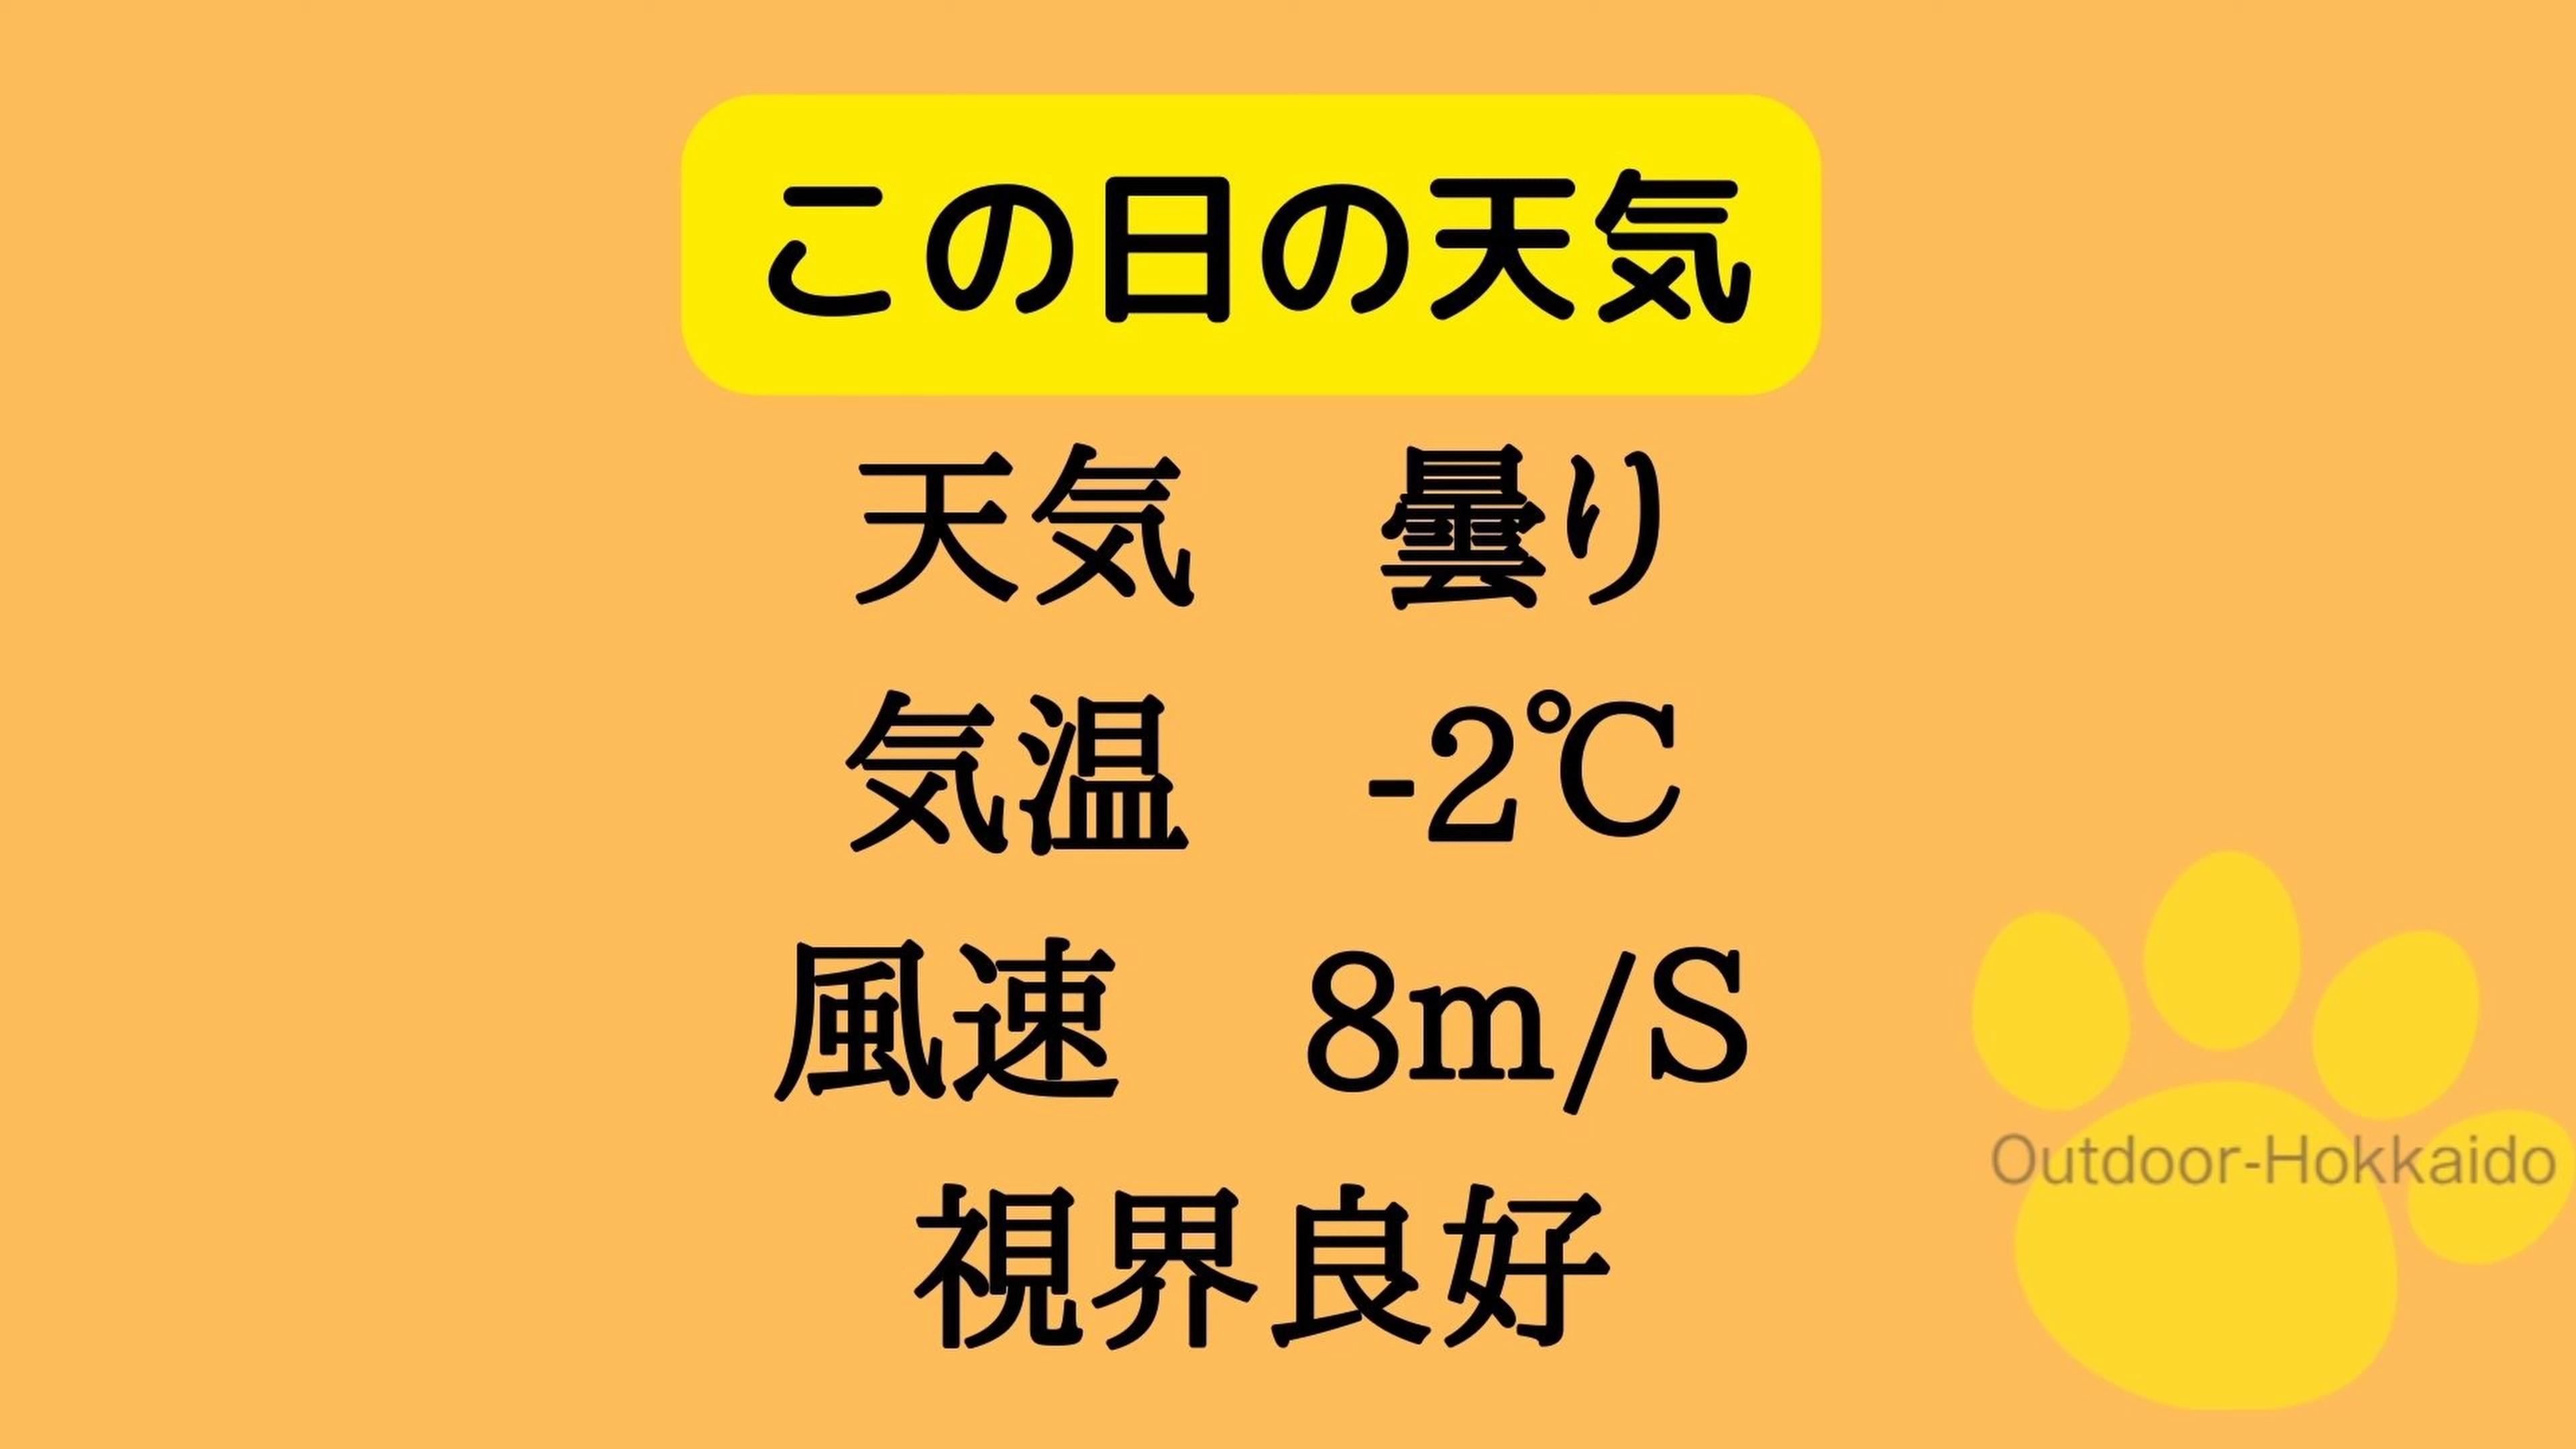 この日の天気
天気　曇り
気温　-2℃
風速　8m/S
視界良好
Outdoor-Hokkaido